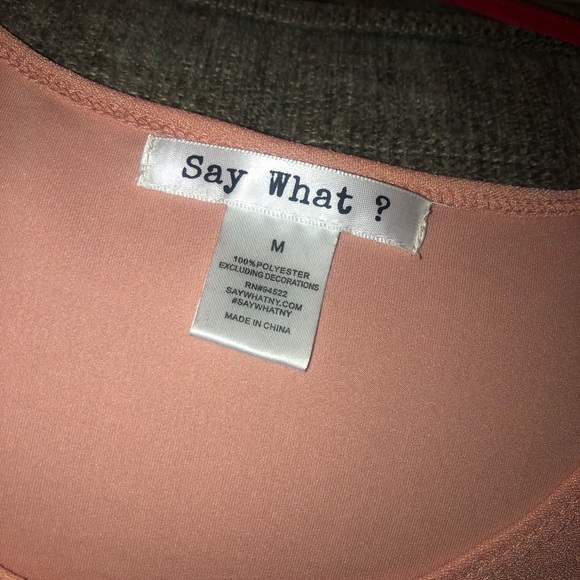 Say What ?
M
100%POLYESTER
EXCLUDING DECORATIONS
RN#94522
SAYWHATNY.COM
#SAYWHATNY
MADE IN CHINA